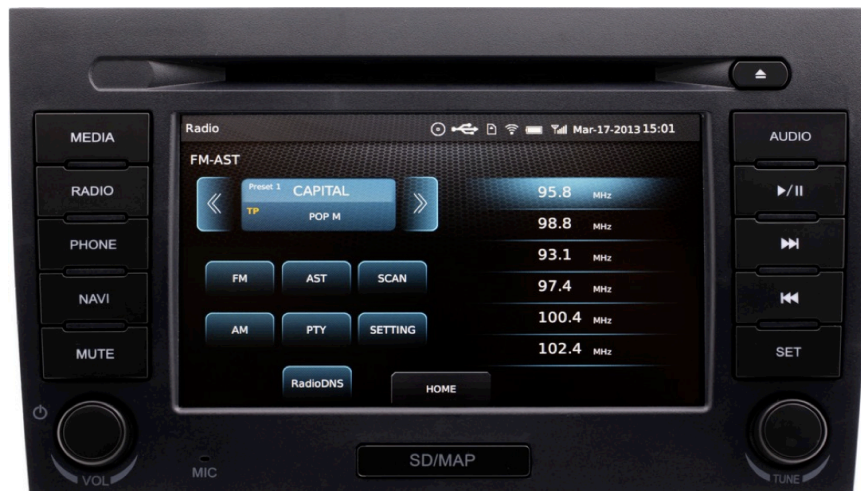 MEDIA
RADIO
PHONE
NAVI
MUTE
VOL
MIC
Radio
Mar-17-2013 15:01
FM-AST
Preset 1 CAPITAL
TP POP M
FM AST SCAN
AM PTY SETTING
RadioDNS HOME
95.8 MHz
98.8 MHz
93.1 MHz
97.4 MHz
100.4 MHz
102.4 MHz
SD/MAP
AUDIO
SET
TUNE